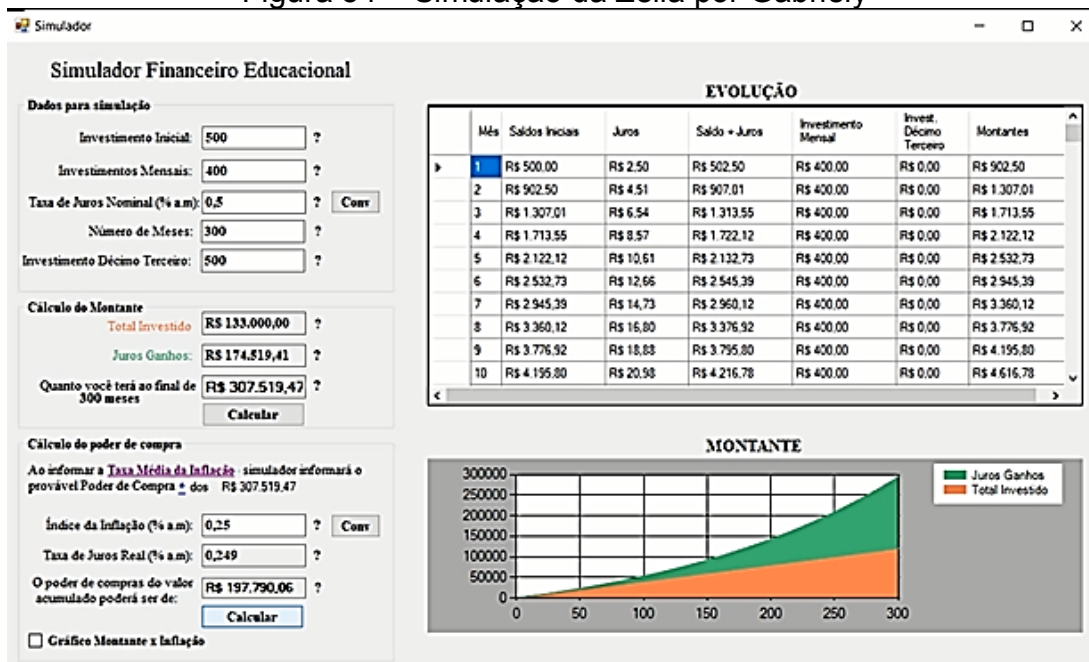 Simulador
Simulador Financeiro Educacional
Dados para simulação
Investimento Inicial: 500 ?
Investimentos Mensais: 400 ?
Taxa de Juros Nominal (% a.m): 0,5 ? Conv
Número de Meses: 300 ?
Investimento Décimo Terceiro: 500 ?
Cálculo do Montante
Total Investido R$ 133.000,00 ?
Juros Ganhos: R$ 174.519,41 ?
Quanto você terá ao final de 300 meses R$ 307.519,47 ?
Calcular
Cálculo do poder de compra
Ao informar a Taxa Média da Inflação simulador informará o
provável Poder de Compra * dos R$ 307.519,47
Índice da Inflação (% a.m): 0,25 ? Conv
Taxa de Juros Real (% a.m): 0,249 ?
O poder de compras do valor acumulado poderá ser de: R$ 197.790,06 ?
Calcular
Gráfico Montante x Inflação
EVOLUÇÃO
Mês Saldos Iniciais Juros Saldo + Juros Investimento Mensal Invest. Décimo Terceiro Montantes
1 R$ 500,00 R$ 2,50 R$ 502,50 R$ 400,00 R$ 0,00 R$ 902,50
2 R$ 902,50 R$ 4,51 R$ 907,01 R$ 400,00 R$ 0,00 R$ 1.307,01
3 R$ 1.307,01 R$ 6,54 R$ 1.313,55 R$ 400,00 R$ 0,00 R$ 1.713,55
4 R$ 1.713,55 R$ 8,57 R$ 1.722,12 R$ 400,00 R$ 0,00 R$ 2.122,12
5 R$ 2.122,12 R$ 10,61 R$ 2.132,73 R$ 400,00 R$ 0,00 R$ 2.532,73
6 R$ 2.532,73 R$ 12,66 R$ 2.545,39 R$ 400,00 R$ 0,00 R$ 2.945,39
7 R$ 2.945,39 R$ 14,73 R$ 2.960,12 R$ 400,00 R$ 0,00 R$ 3.360,12
8 R$ 3.360,12 R$ 16,80 R$ 3.376,92 R$ 400,00 R$ 0,00 R$ 3.776,92
9 R$ 3.776,92 R$ 18,88 R$ 3.795,80 R$ 400,00 R$ 0,00 R$ 4.195,80
10 R$ 4.195,80 R$ 20,98 R$ 4.216,78 R$ 400,00 R$ 0,00 R$ 4.616,78
MONTANTE
300000
250000
200000
150000
100000
50000
0
0 50 100 150 200 250 300
Juros Ganhos
Total Investido